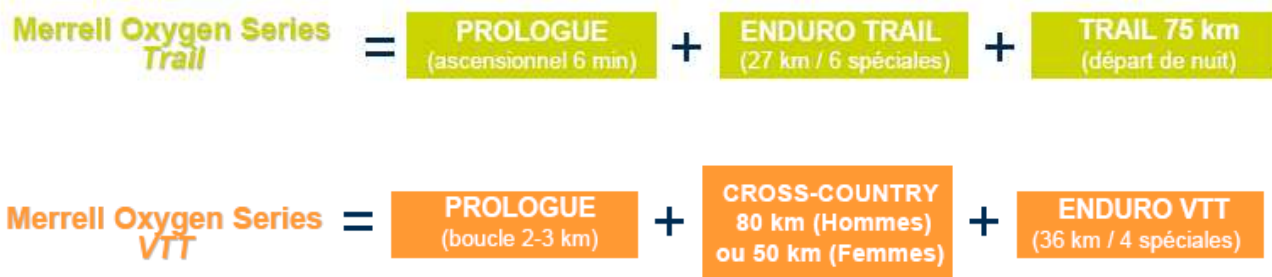 Merrell Oxygen Series
Trail
=
PROLOGUE
(ascensionnel 6 min)
+
ENDURO TRAIL
(27 km / 6 spéciales)
+
TRAIL 75 km
(départ de nuit)
Merrell Oxygen Series
VTT
=
PROLOGUE
(boucle 2-3 km)
+
CROSS-COUNTRY
80 km (Hommes)
ou 50 km (Femmes)
+
ENDURO VTT
(36 km / 4 spéciales)